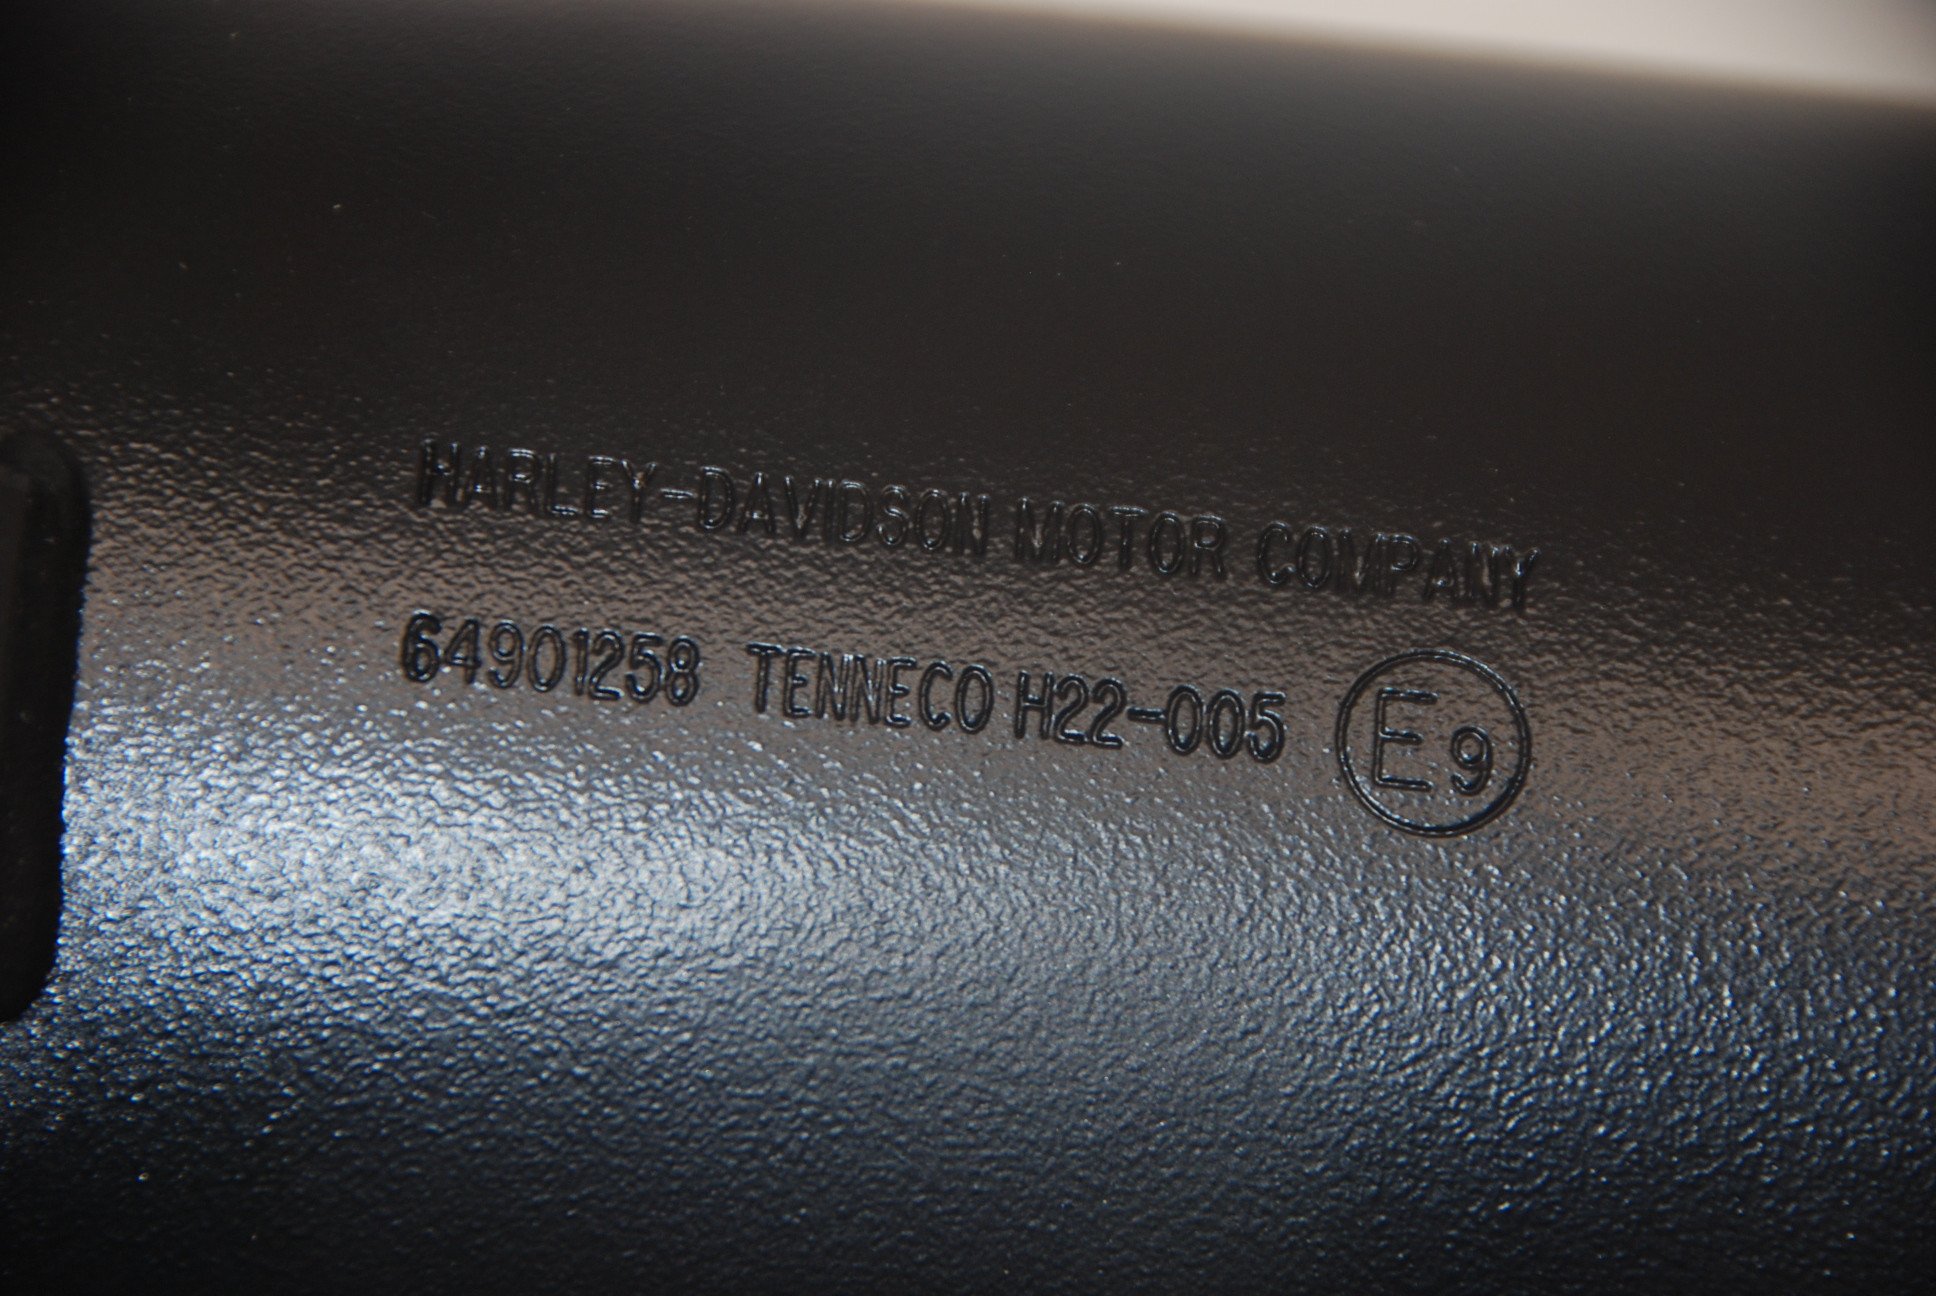 HARLEY-DAVIDSON MOTOR COMPANY
64901258 TENNECO H22-005 E9